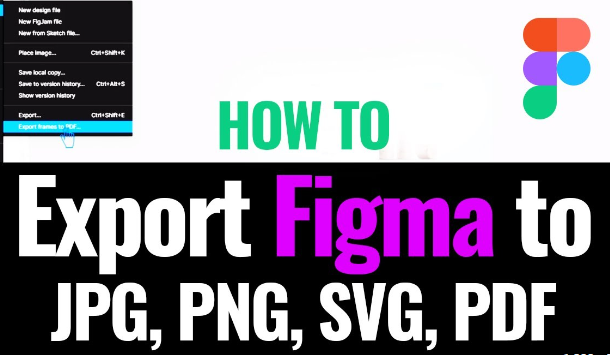 New design file
New FigJam file
New from Sketch file...
Place image... Ctrl+Shift+K
Save local copy...
Save to version history... Ctrl+Alt+S
Show version history
Export... Ctrl+Shift+E
Export frames to PDF...
HOW TO
Export Figma to
JPG, PNG, SVG, PDF